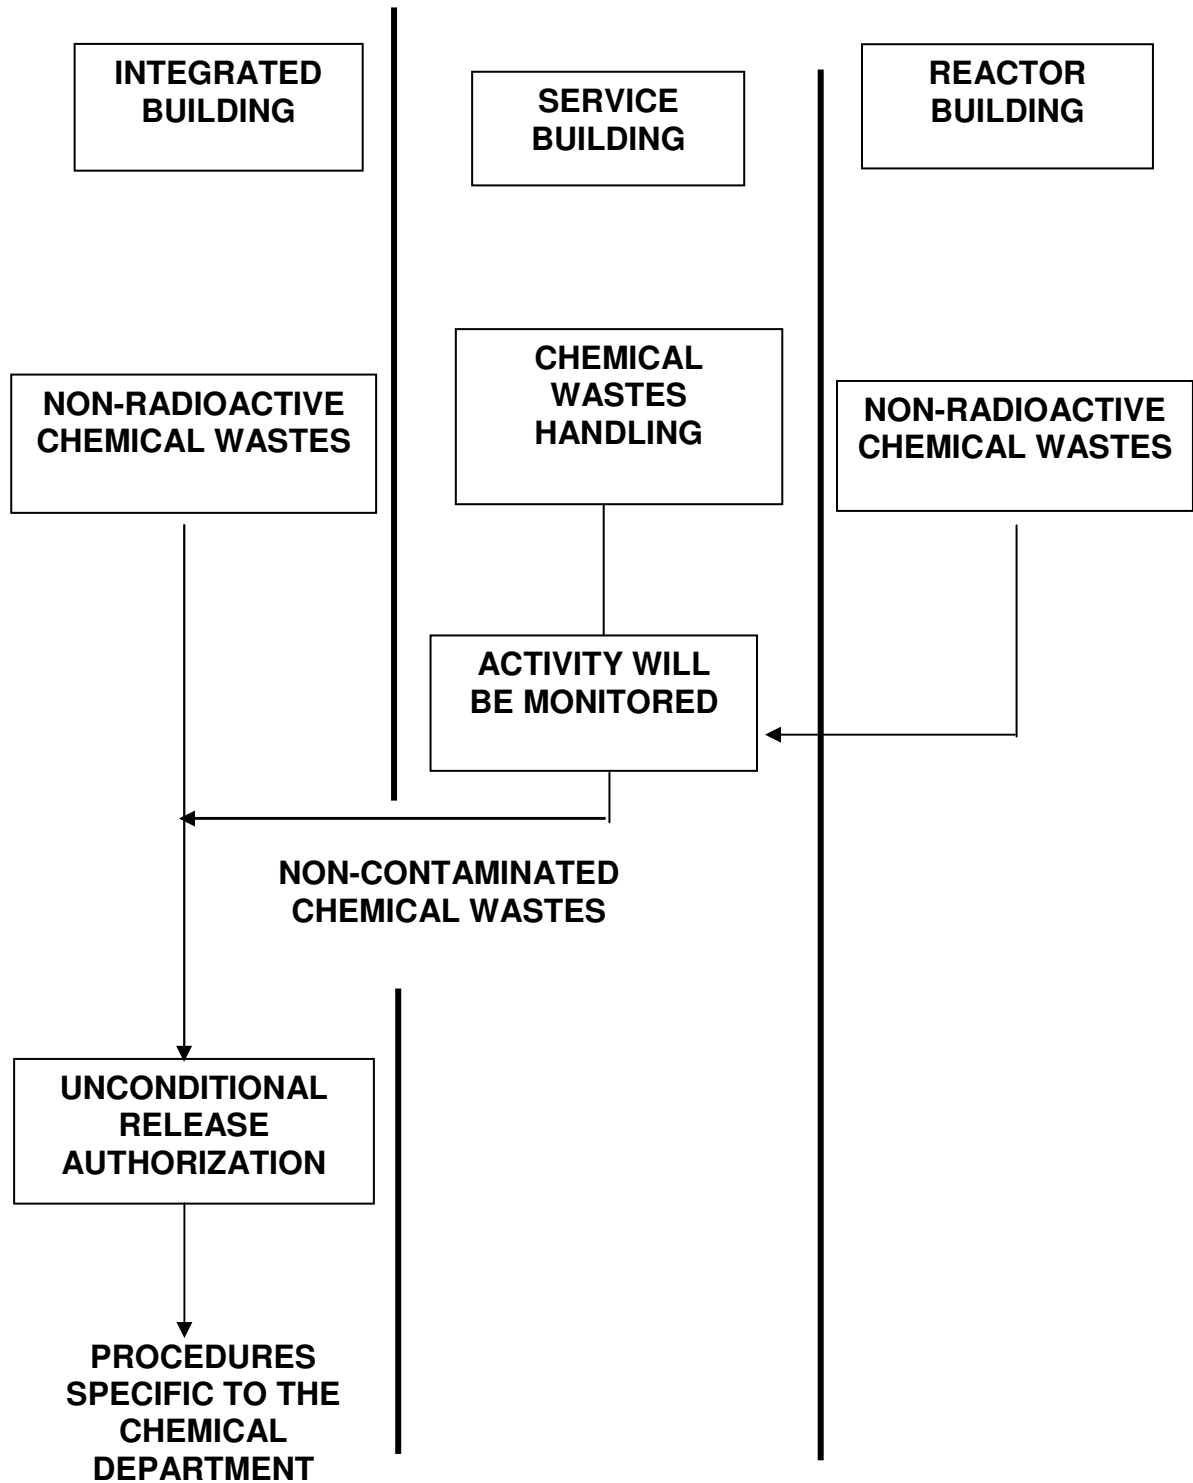 INTEGRATED
BUILDING
SERVICE
BUILDING
REACTOR
BUILDING
NON-RADIOACTIVE
CHEMICAL WASTES
CHEMICAL
WASTES
HANDLING
NON-RADIOACTIVE
CHEMICAL WASTES
ACTIVITY WILL
BE MONITORED
NON-CONTAMINATED
CHEMICAL WASTES
UNCONDITIONAL
RELEASE
AUTHORIZATION
PROCEDURES
SPECIFIC TO THE
CHEMICAL
DEPARTMENT